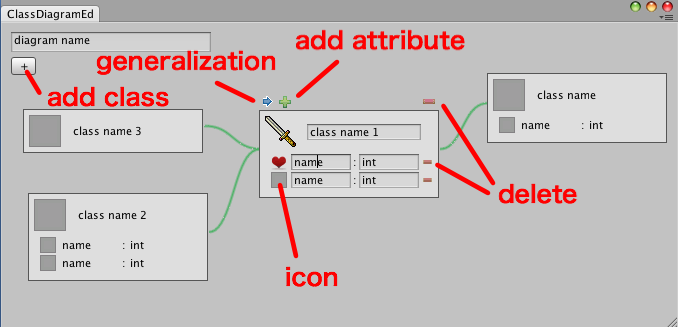 ClassDiagramEd
diagram name
+
add class
generalization
add attribute
class name 3
class name 1
name : int
name : int
class name
name : int
class name 2
name : int
name : int
delete
icon